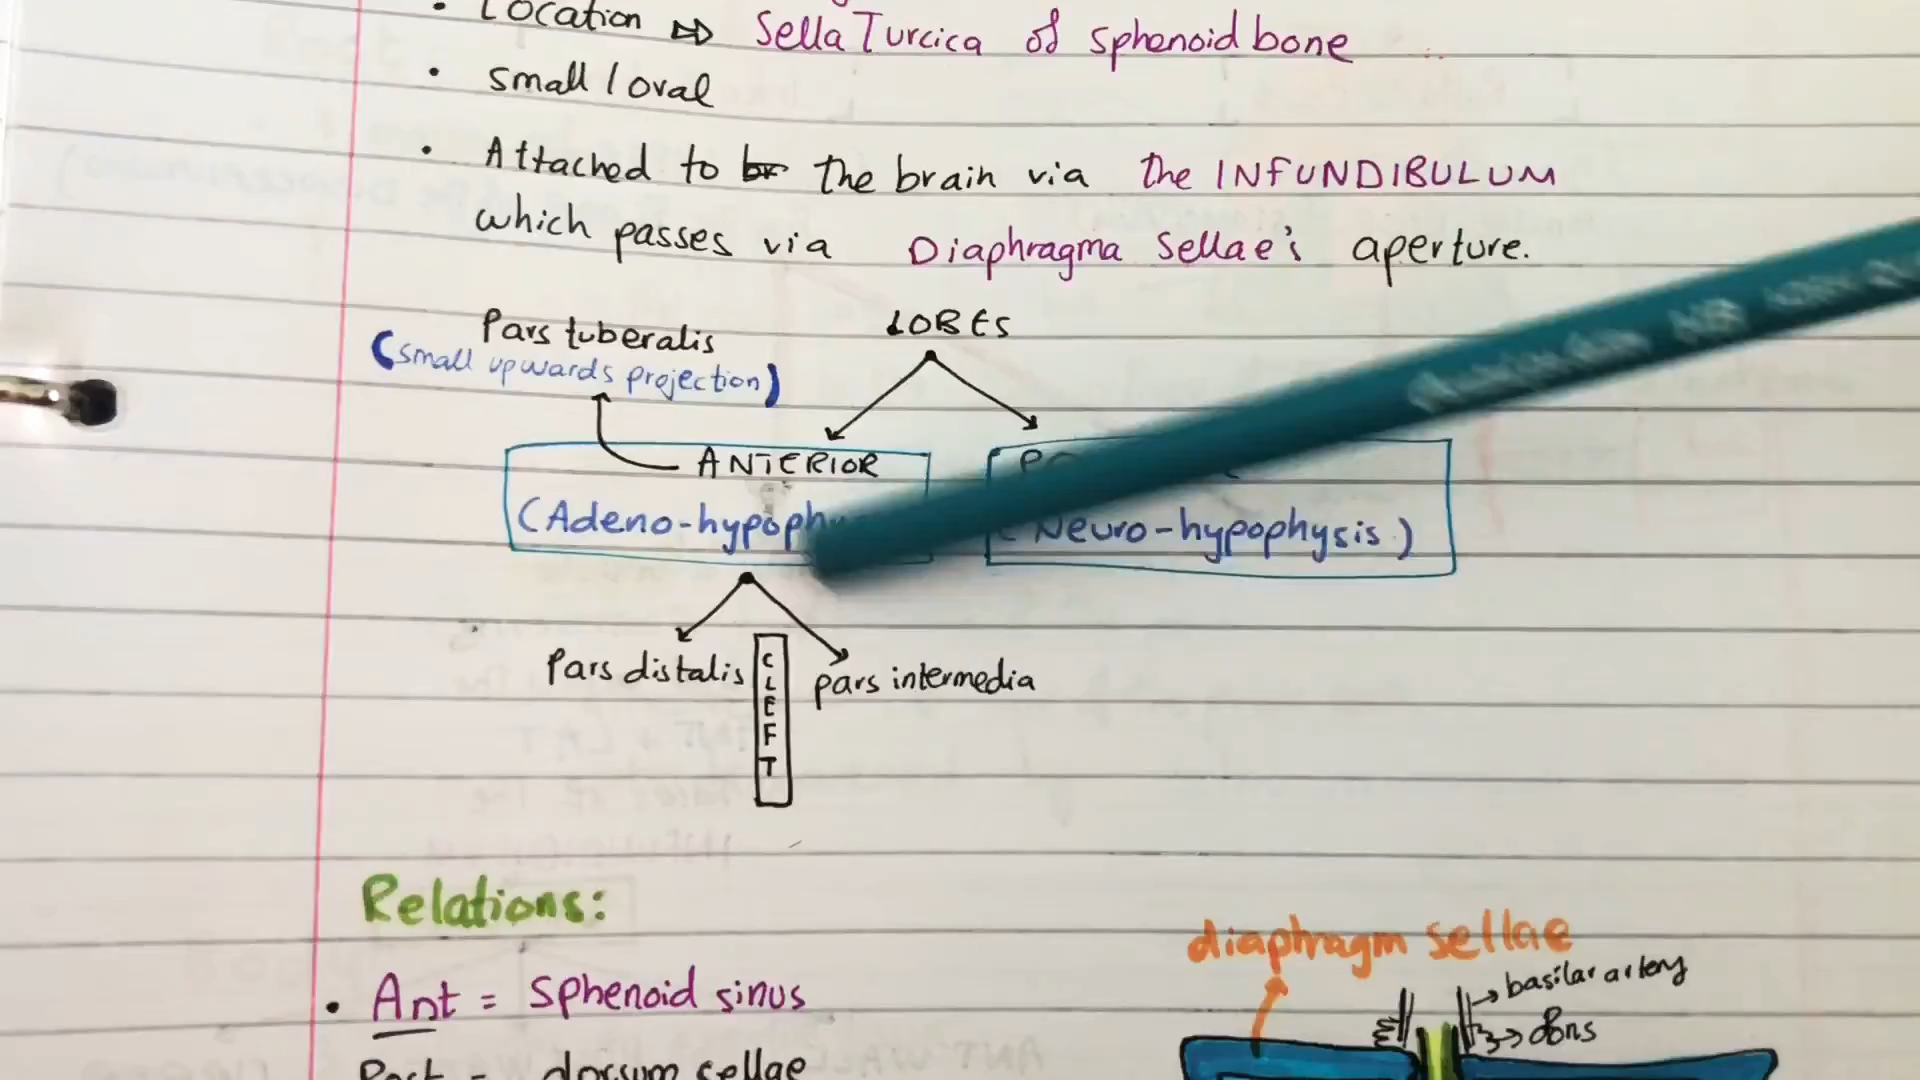 • Location ⇨ Sella Turcica of sphenoid bone
• small / oval
• Attached to the brain via the INFUNDIBULUM
which passes via Diaphragma Sellae's aperture.
Pars tuberalis
(small upwards projection)
LOBES
ANTERIOR
(Adeno-hypoph
Neuro-hypophysis)
Pars distalis
CLEFT
pars intermedia
Relations:
• Ant = Sphenoid sinus
Post = dorsum sellae
diaphragm sellae
basilar artery